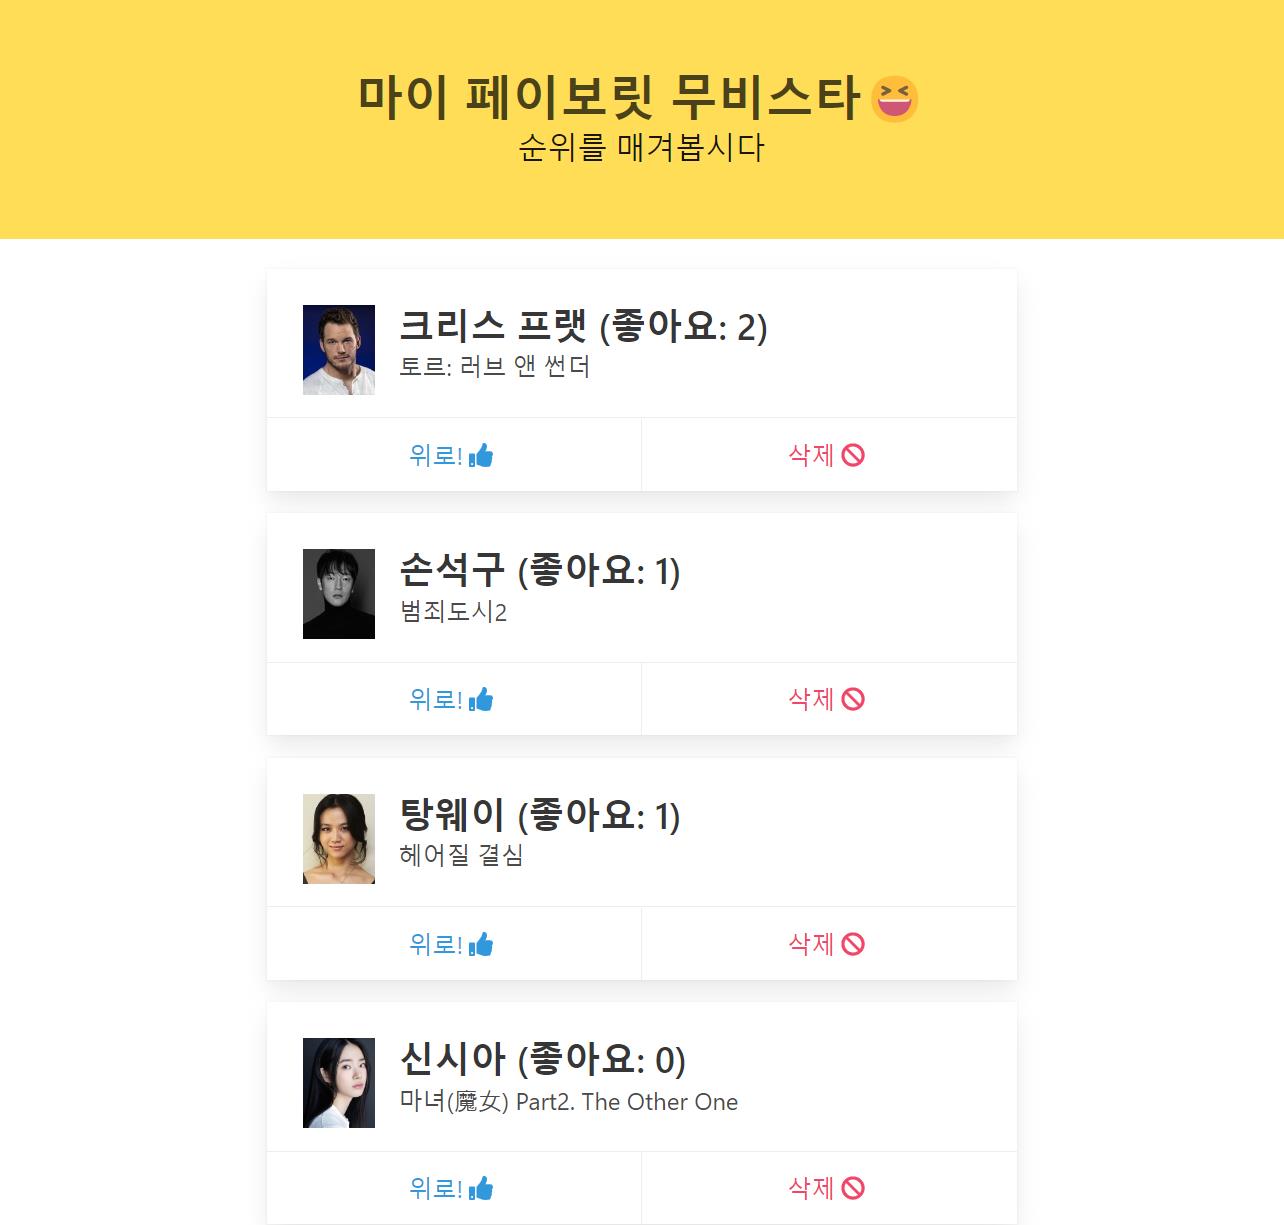 마이 페이보릿 무비스타😆
순위를 매겨봅시다
크리스 프랫 (좋아요: 2)
토르: 러브 앤 썬더
위로! 삭제
손석구 (좋아요: 1)
범죄도시2
위로! 삭제
탕웨이 (좋아요: 1)
헤어질 결심
위로! 삭제
신시아 (좋아요: 0)
마녀(魔女) Part2. The Other One
위로! 삭제